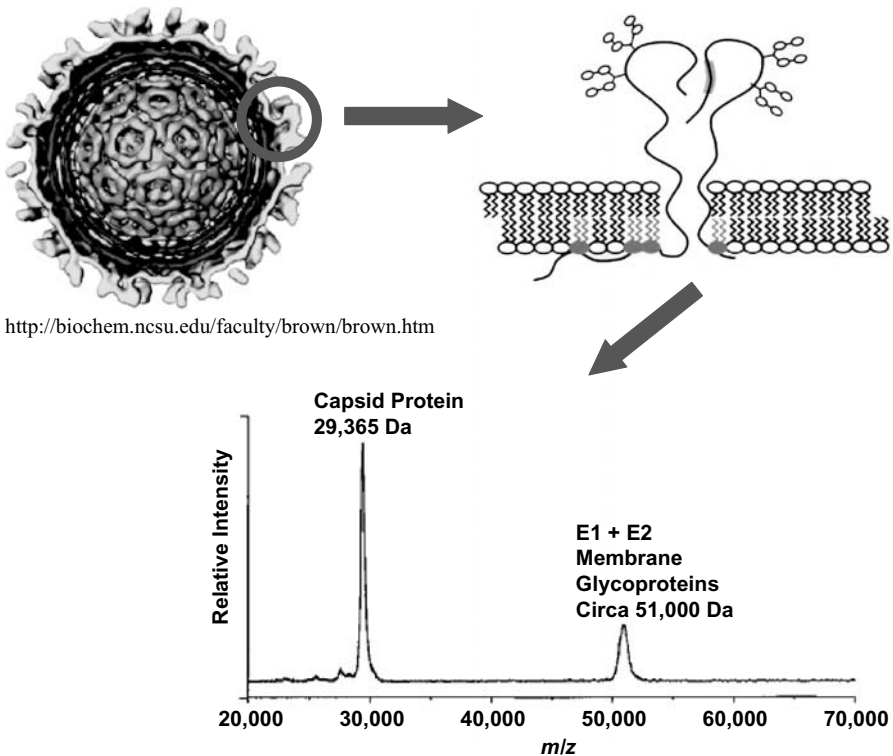 http://biochem.ncsu.edu/faculty/brown/brown.htm
Capsid Protein
29,365 Da
Relative Intensity
E1 + E2
Membrane
Glycoproteins
Circa 51,000 Da
20,000 30,000 40,000 50,000 60,000 70,000
m/z